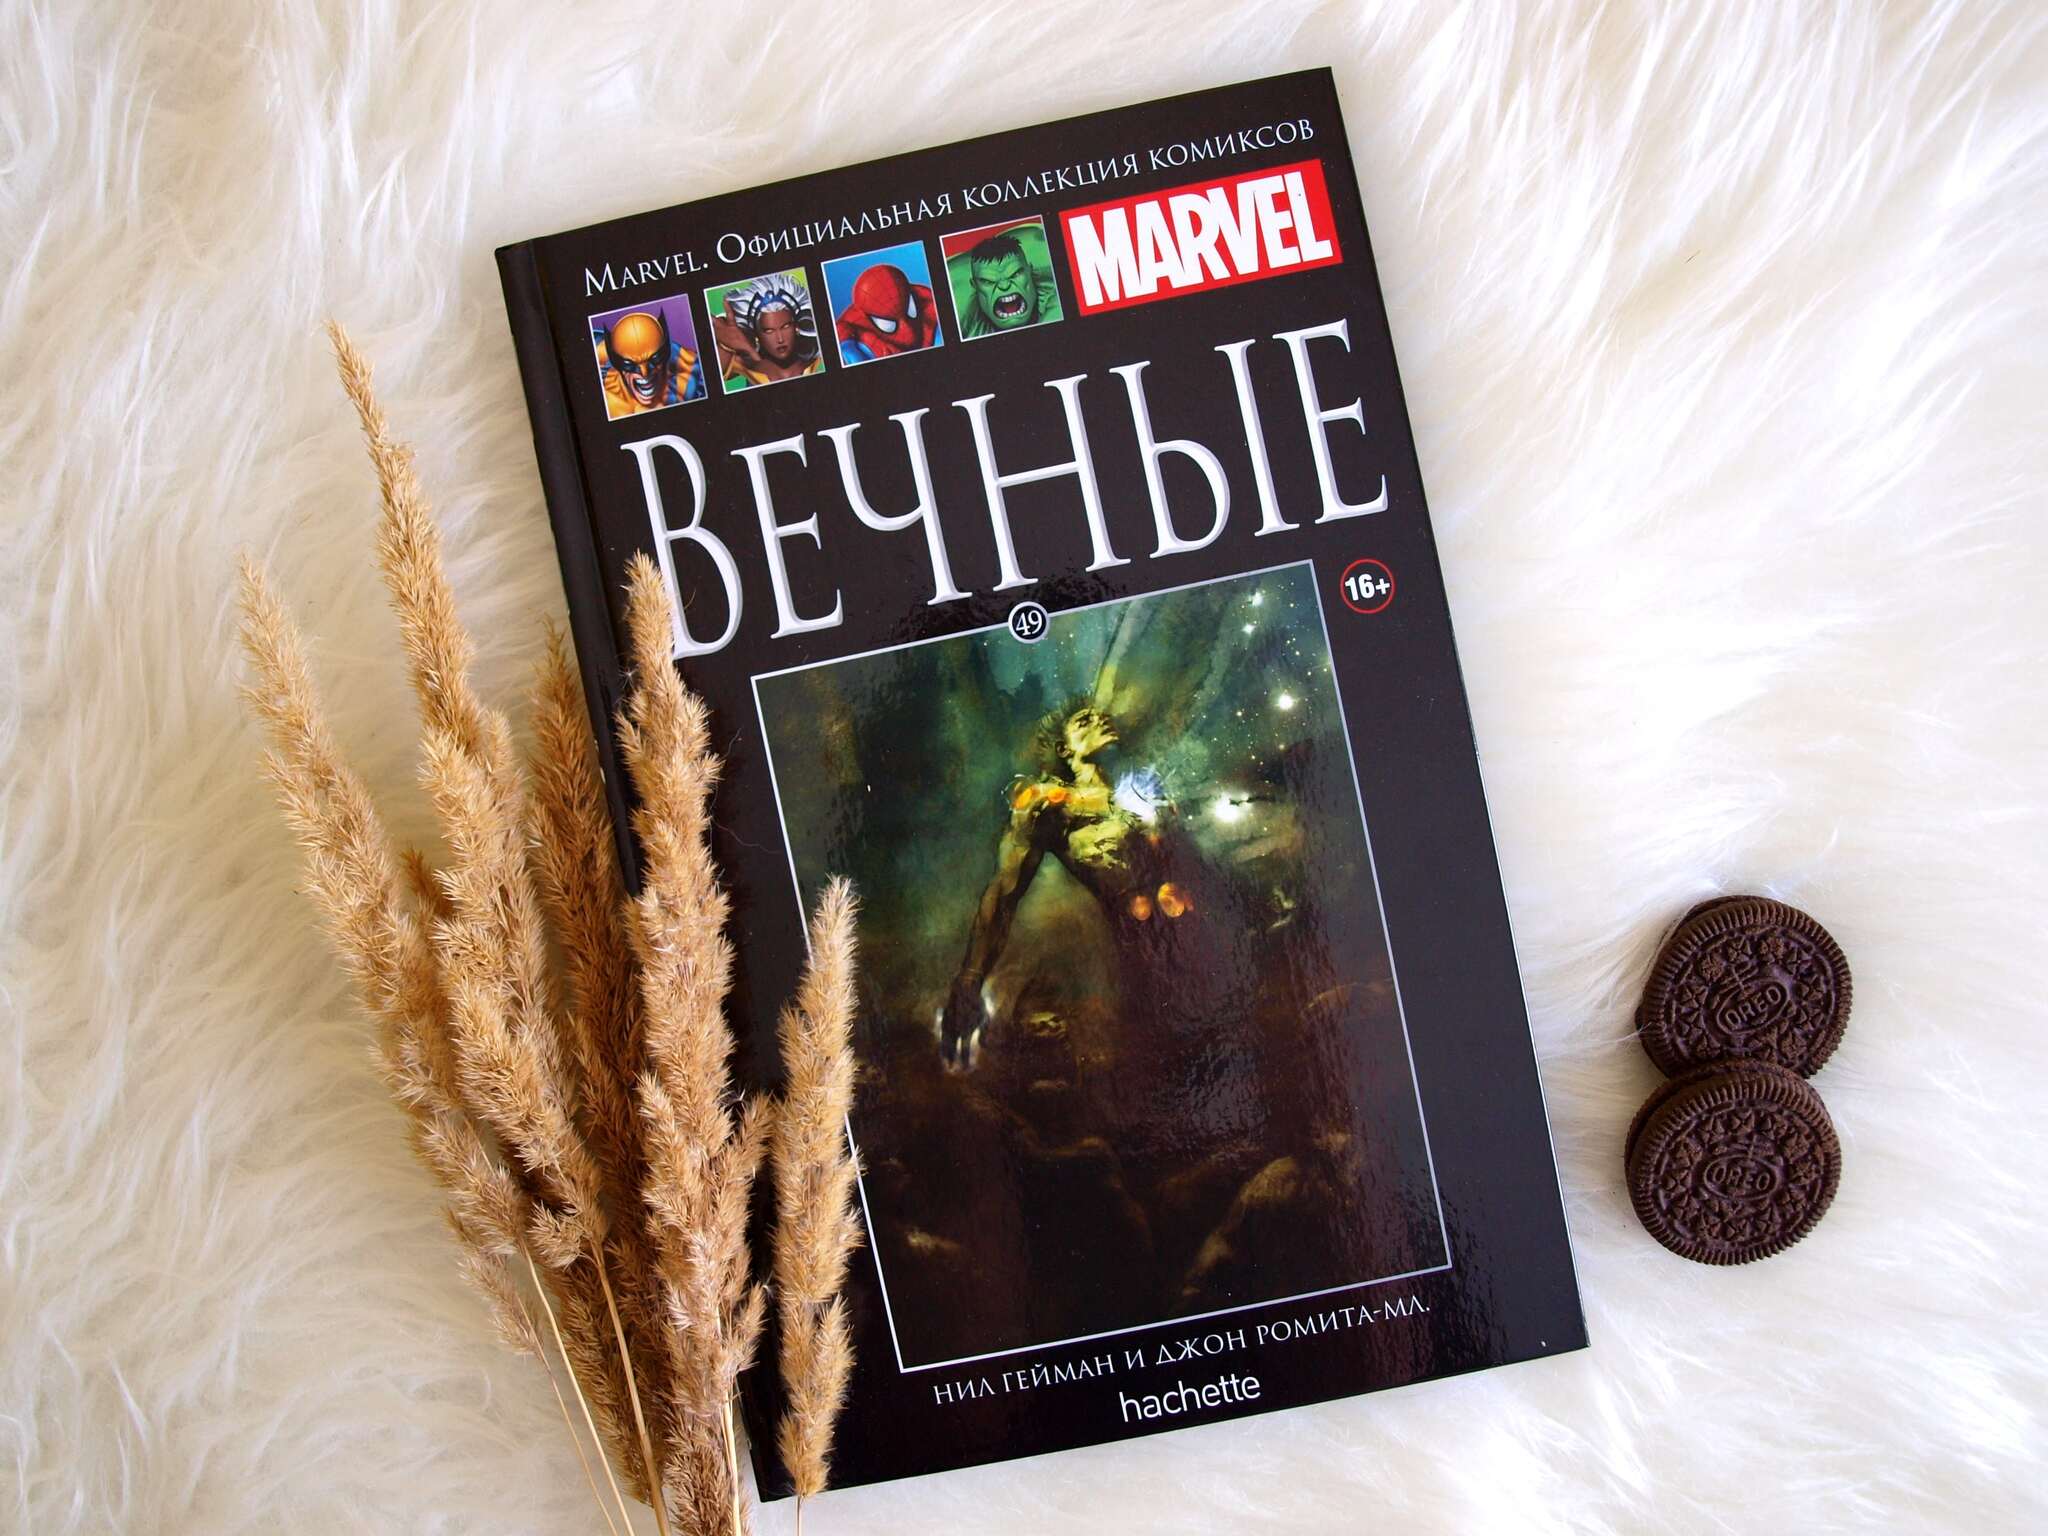 Marvel. Официальная коллекция комиксов
MARVEL
Вечные
49
16+
НИЛ ГЕЙМАН И ДЖОН РОМИТА-МЛ.
hachette
OREO
OREO